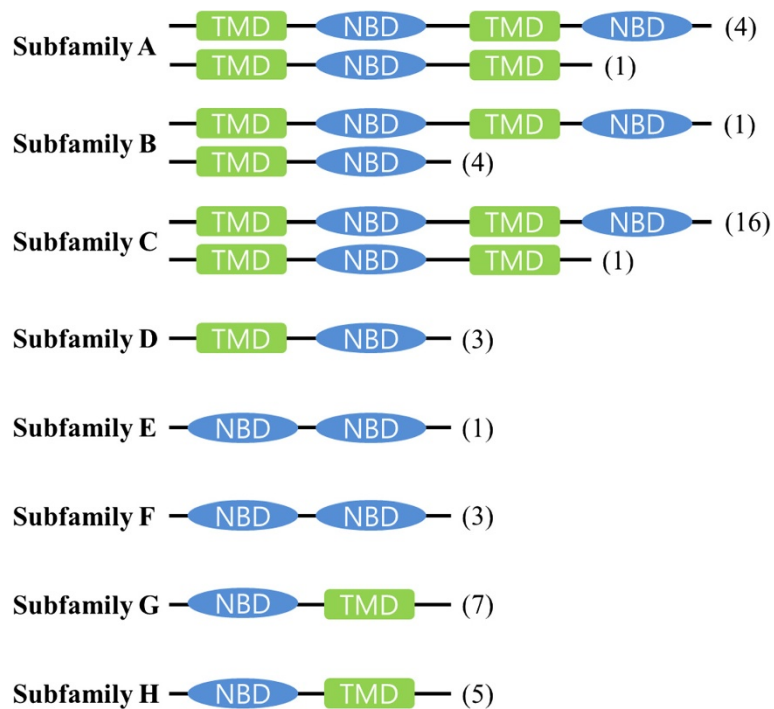 TMD NBD TMD NBD (4)
Subfamily A
TMD NBD TMD (1)
TMD NBD TMD NBD (1)
Subfamily B
TMD NBD (4)
TMD NBD TMD NBD (16)
Subfamily C
TMD NBD TMD (1)
Subfamily D TMD NBD (3)
Subfamily E NBD NBD (1)
Subfamily F NBD NBD (3)
Subfamily G NBD TMD (7)
Subfamily H NBD TMD (5)